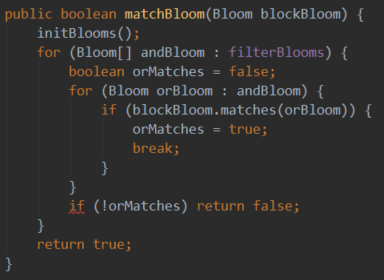 public boolean matchBloom(Bloom blockBloom) {
    initBlooms();
    for (Bloom[] andBloom : filterBlooms) {
        boolean orMatches = false;
        for (Bloom orBloom : andBloom) {
            if (blockBloom.matches(orBloom)) {
                orMatches = true;
                break;
            }
        }
        if (!orMatches) return false;
    }
    return true;
}